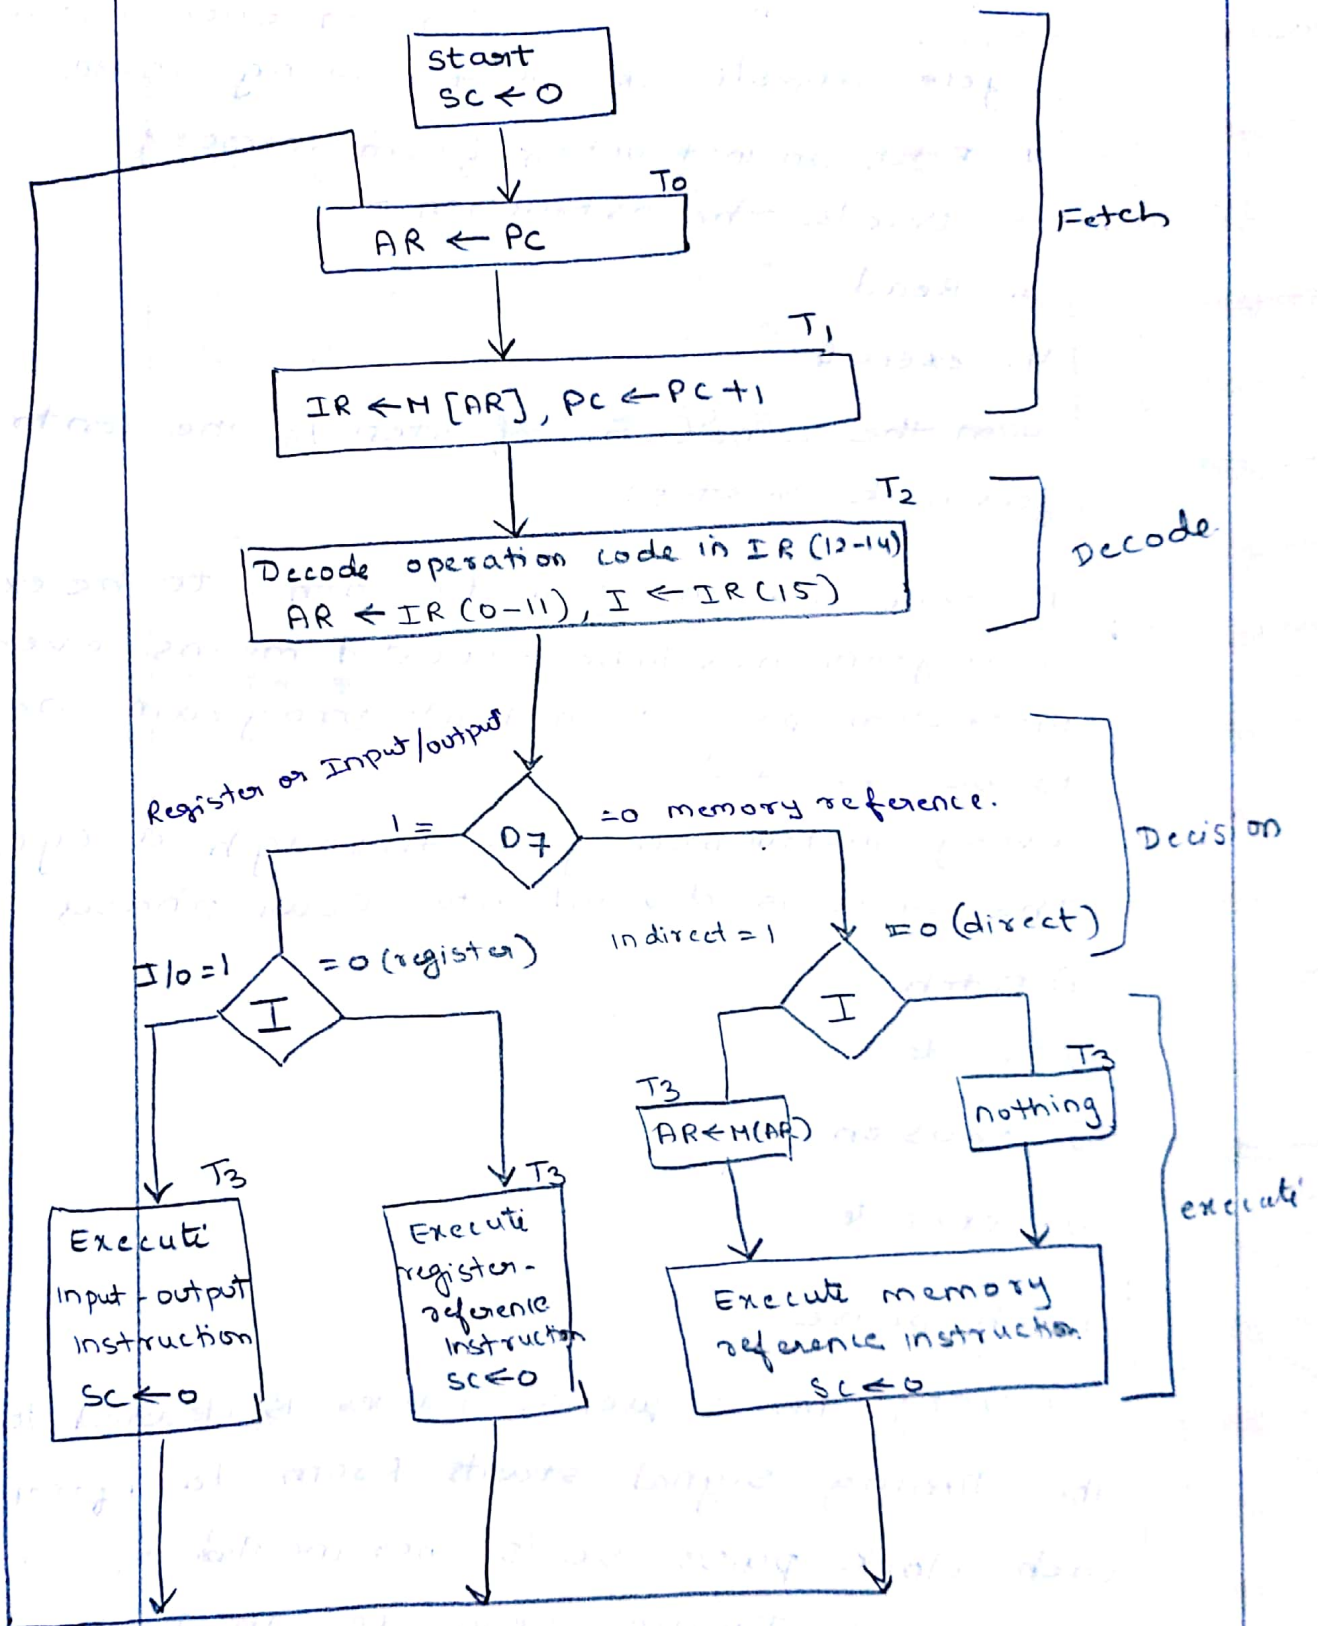 Start
SC ← 0
T0
AR ← PC
Fetch
T1
IR ← M [AR], PC ← PC +1
T2
Decode operation code in IR (12-14)
AR ← IR (0-11), I ← IR (15)
Decode
Register or Input/output
1 =
D7
=0 memory reference.
Decision
I/0 = 1
I
= 0 (register)
indirect = 1
I
=0 (direct)
T3
AR ← M(AR)
T3
nothing
T3
Execute
input - output
instruction
SC ← 0
T3
Execute
register-
reference
instruction
SC ← 0
Execute memory
reference instruction
SC ← 0
execute